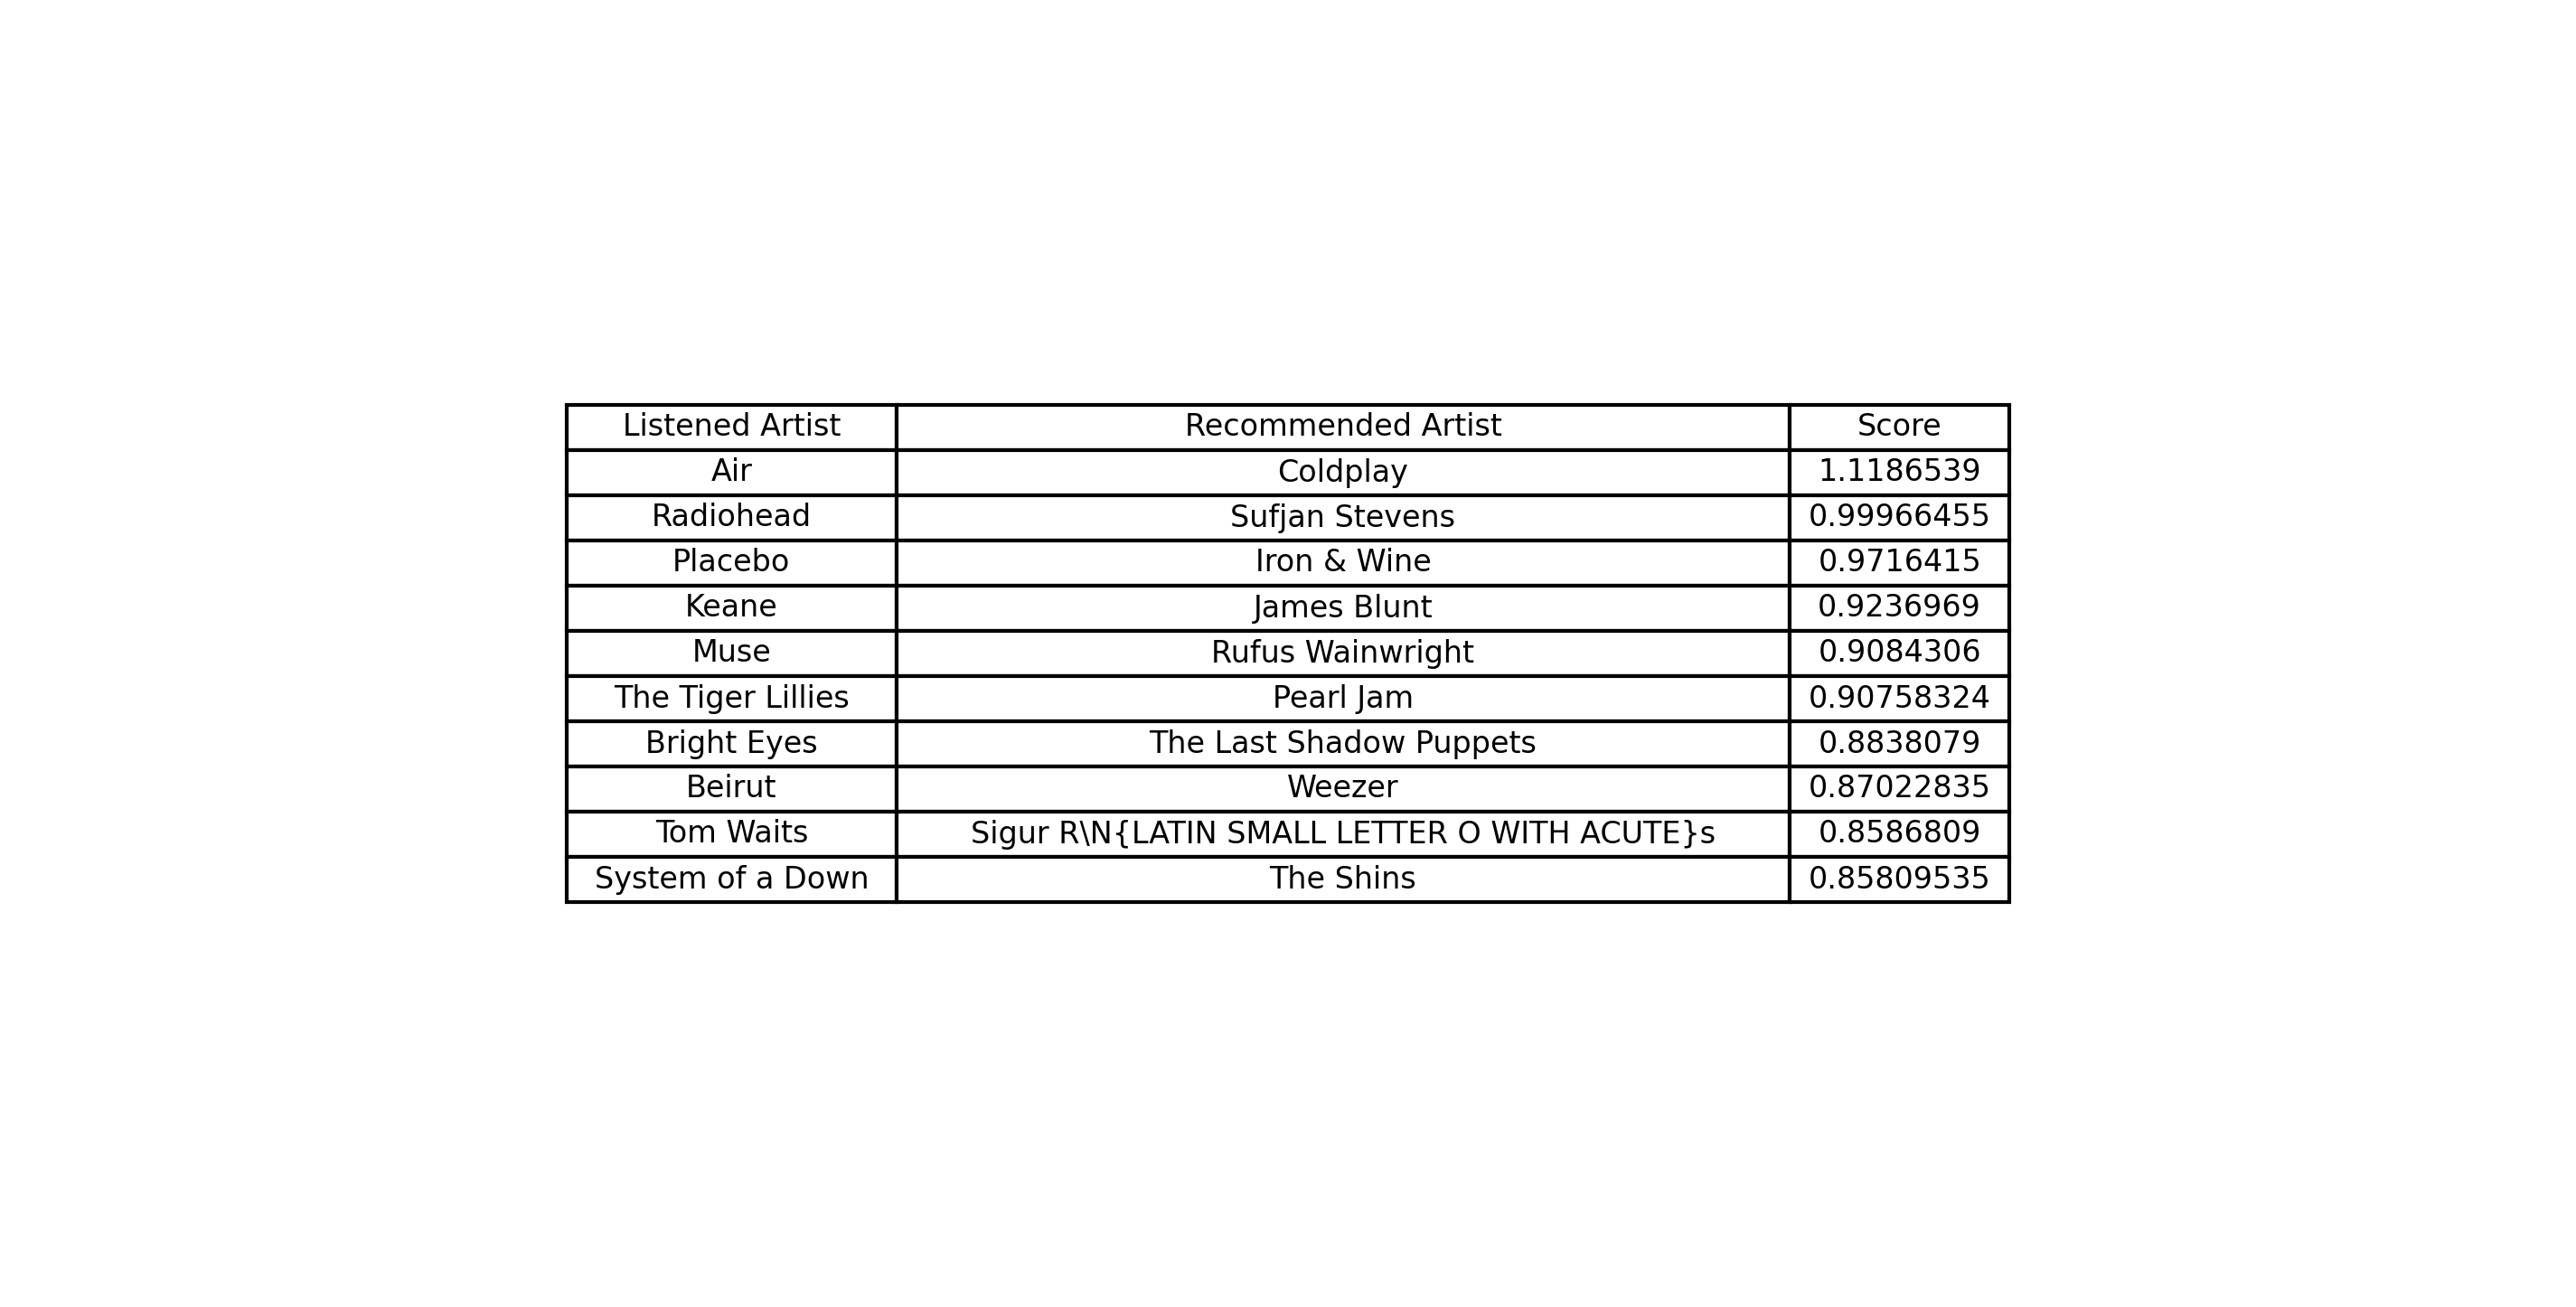 Listened Artist Recommended Artist Score
Air Coldplay 1.1186539
Radiohead Sufjan Stevens 0.99966455
Placebo Iron & Wine 0.9716415
Keane James Blunt 0.9236969
Muse Rufus Wainwright 0.9084306
The Tiger Lillies Pearl Jam 0.90758324
Bright Eyes The Last Shadow Puppets 0.8838079
Beirut Weezer 0.87022835
Tom Waits Sigur R\N{LATIN SMALL LETTER O WITH ACUTE}s 0.8586809
System of a Down The Shins 0.85809535